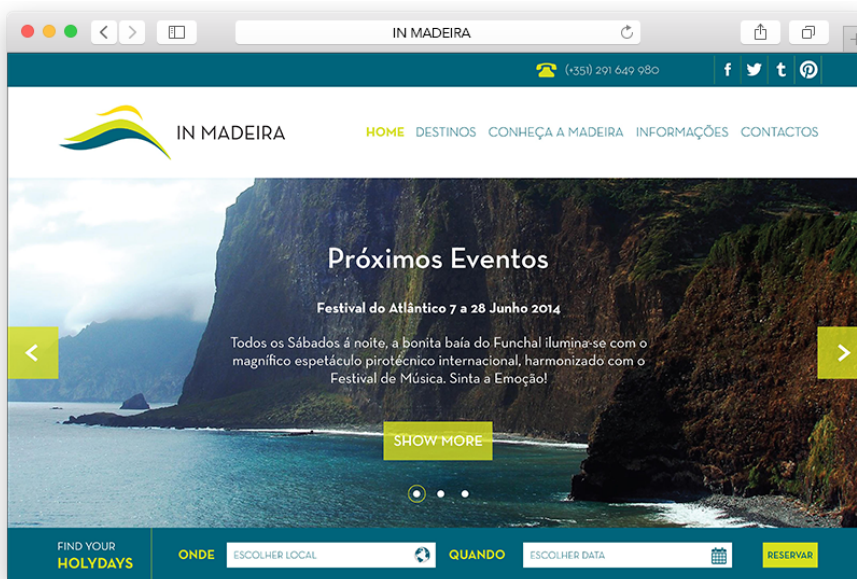 IN MADEIRA
(+351) 291 649 980
f t
IN MADEIRA
HOME DESTINOS CONHEÇA A MADEIRA INFORMAÇÕES CONTACTOS
Próximos Eventos
Festival do Atlântico 7 a 28 Junho 2014
Todos os Sábados á noite, a bonita baía do Funchal ilumina-se com o
magnífico espetáculo pirotécnico internacional, harmonizado com o
Festival de Música. Sinta a Emoção!
SHOW MORE
FIND YOUR
HOLYDAYS
ONDE ESCOLHER LOCAL QUANDO ESCOLHER DATA RESERVAR